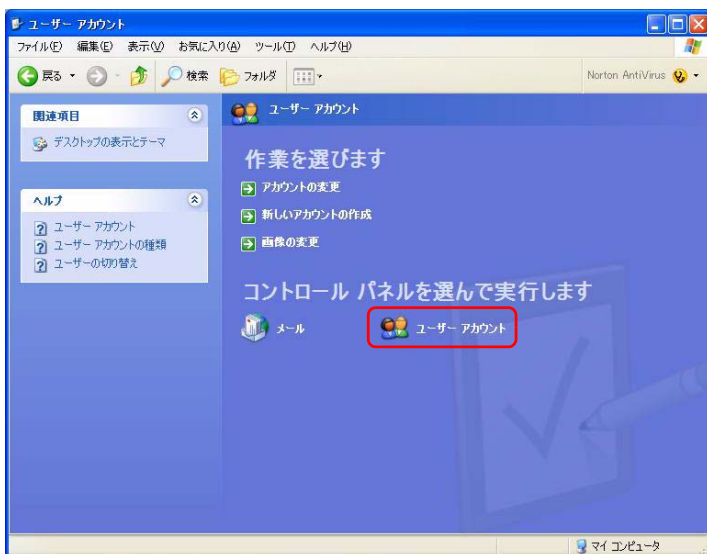 ユーザー アカウント
ファイル(F) 編集(E) 表示(V) お気に入り(A) ツール(T) ヘルプ(H)
戻る 検索 フォルダ Norton AntiVirus
関連項目
デスクトップの表示とテーマ
ヘルプ
ユーザー アカウント
ユーザー アカウントの種類
ユーザーの切り替え
ユーザー アカウント
作業を選びます
アカウントの変更
新しいアカウントの作成
画像の変更
コントロール パネルを選んで実行します
メール ユーザー アカウント
マイ コンピュータ